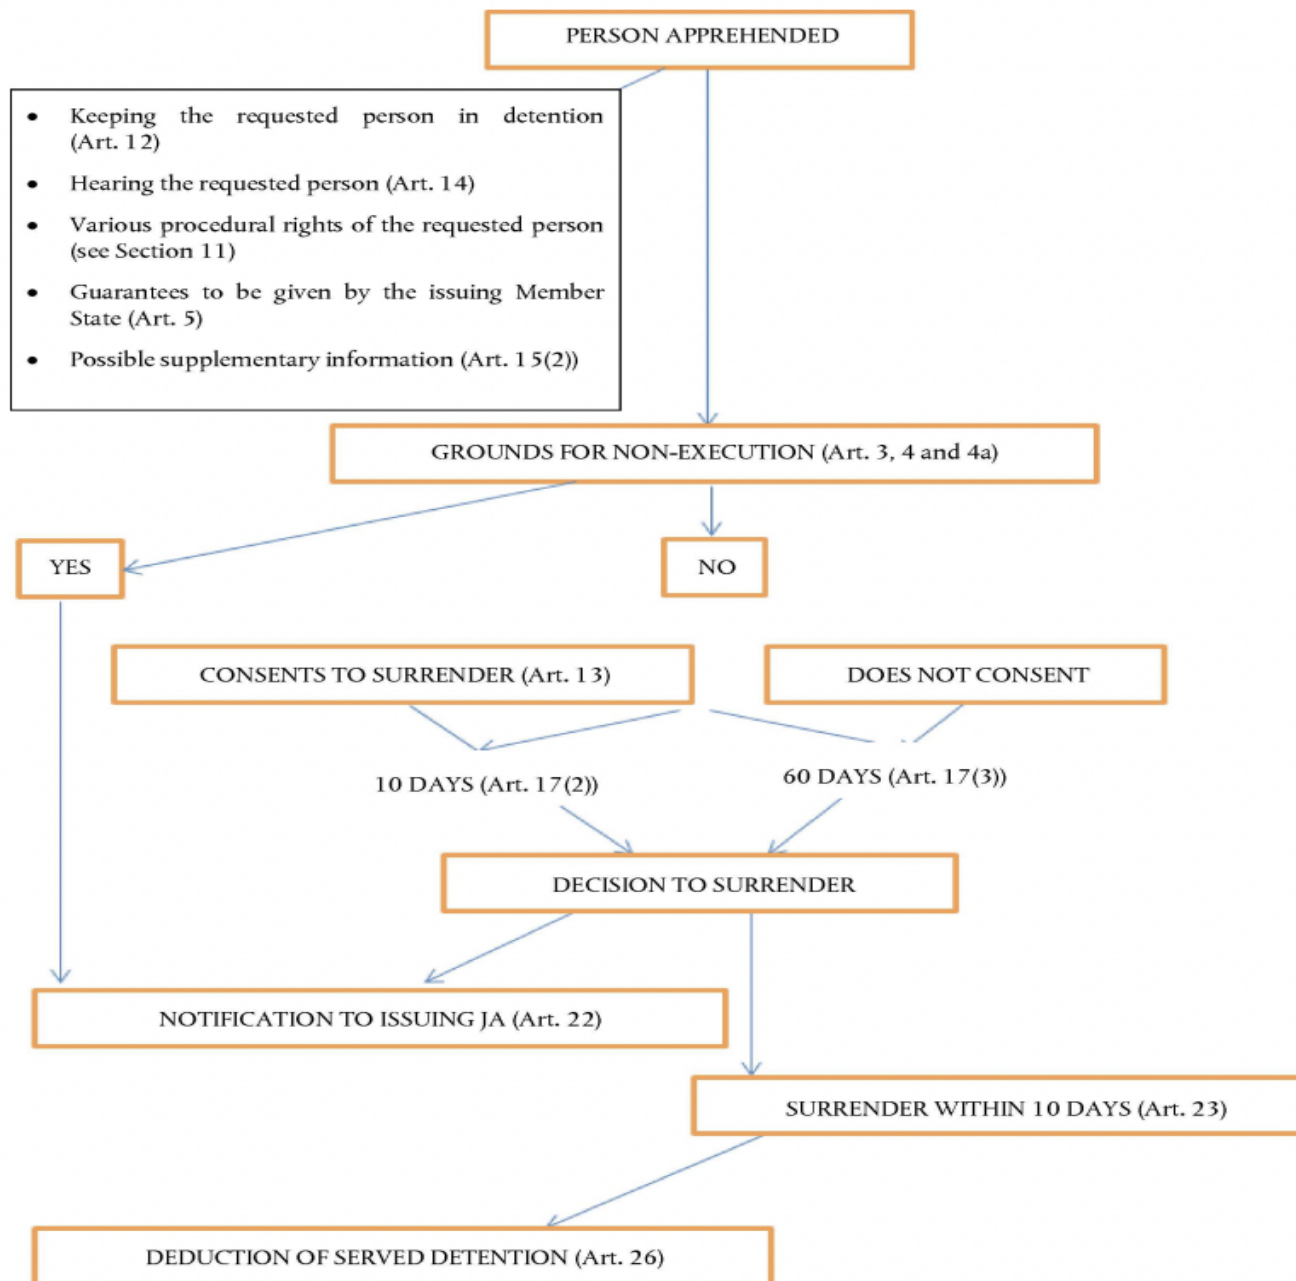 PERSON APPREHENDED
• Keeping the requested person in detention
(Art. 12)
• Hearing the requested person (Art. 14)
• Various procedural rights of the requested person
(see Section 11)
• Guarantees to be given by the issuing Member
State (Art. 5)
• Possible supplementary information (Art. 15(2))
GROUNDS FOR NON-EXECUTION (Art. 3, 4 and 4a)
YES
NO
CONSENTS TO SURRENDER (Art. 13)
DOES NOT CONSENT
10 DAYS (Art. 17(2))
60 DAYS (Art. 17(3))
DECISION TO SURRENDER
NOTIFICATION TO ISSUING JA (Art. 22)
SURRENDER WITHIN 10 DAYS (Art. 23)
DEDUCTION OF SERVED DETENTION (Art. 26)